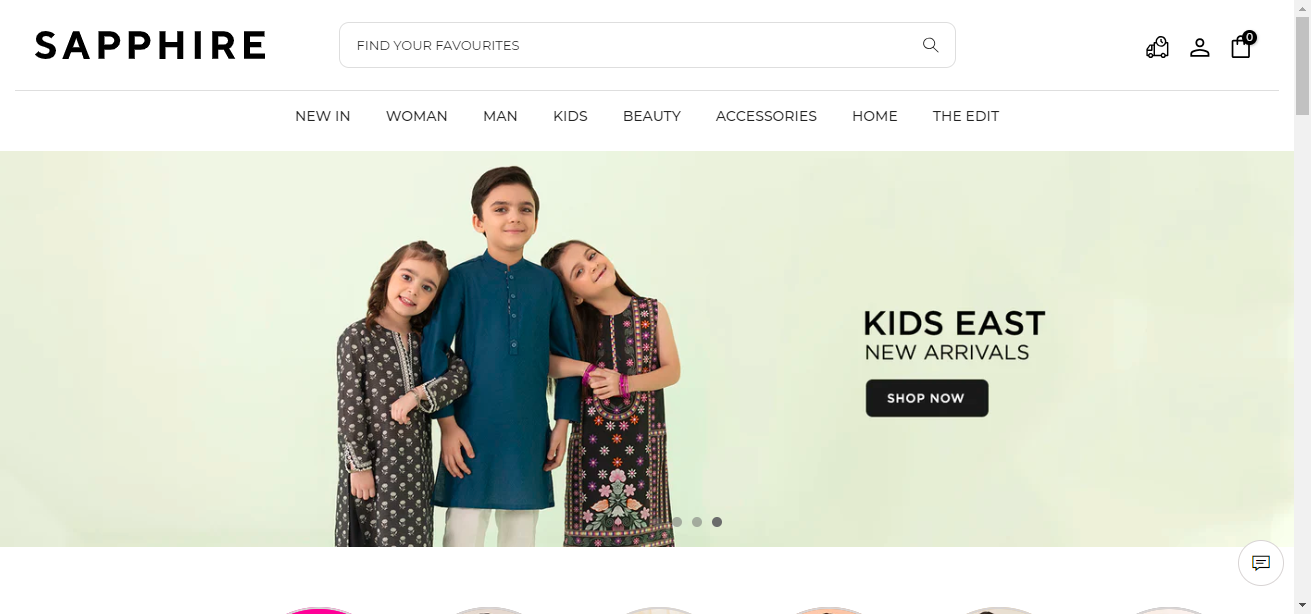 SAPPHIRE
FIND YOUR FAVOURITES
0
NEW IN WOMAN MAN KIDS BEAUTY ACCESSORIES HOME THE EDIT
KIDS EAST
NEW ARRIVALS
SHOP NOW